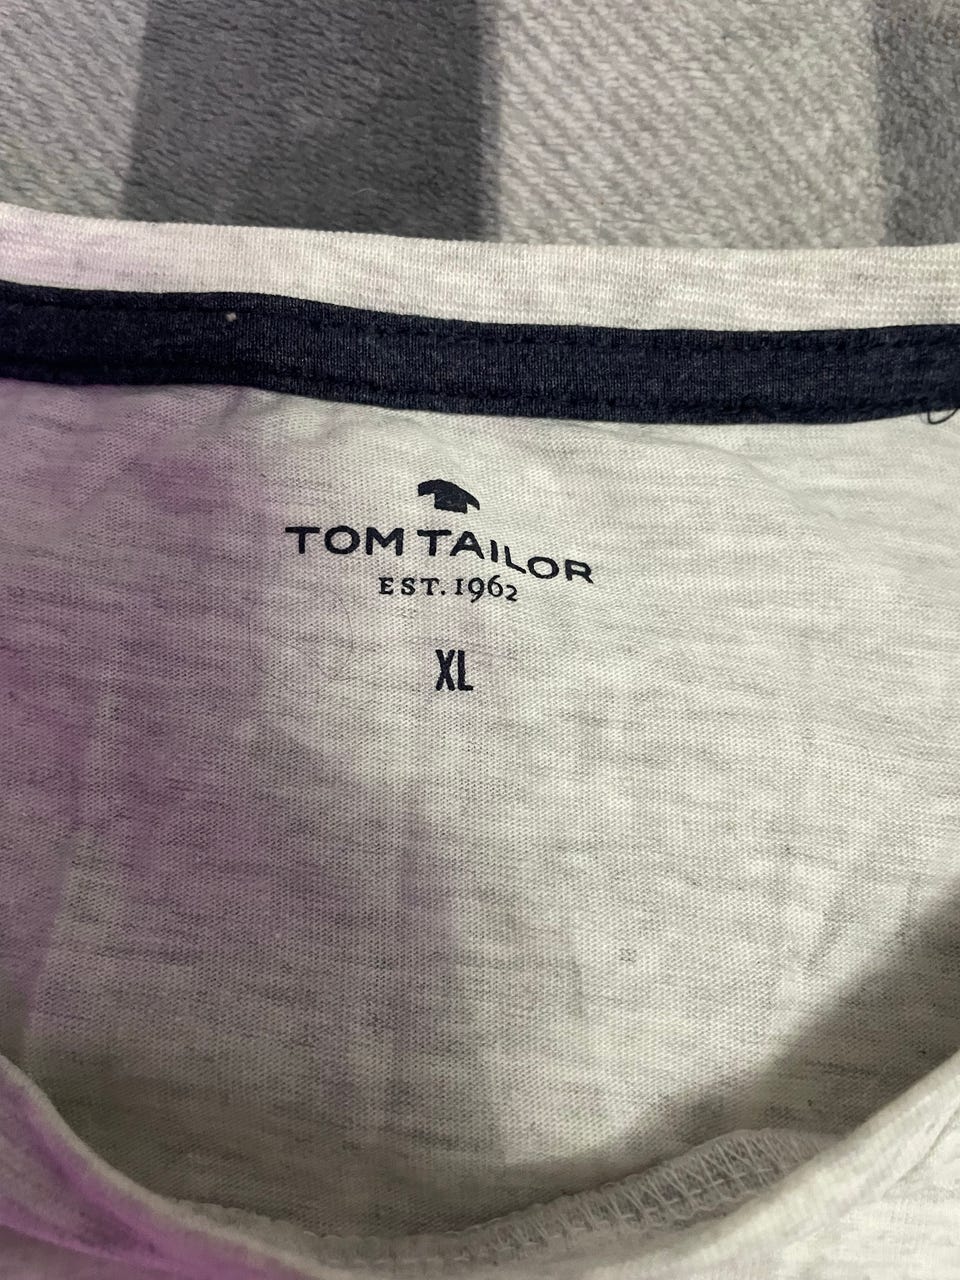 TOM TAILOR
EST. 1962
XL